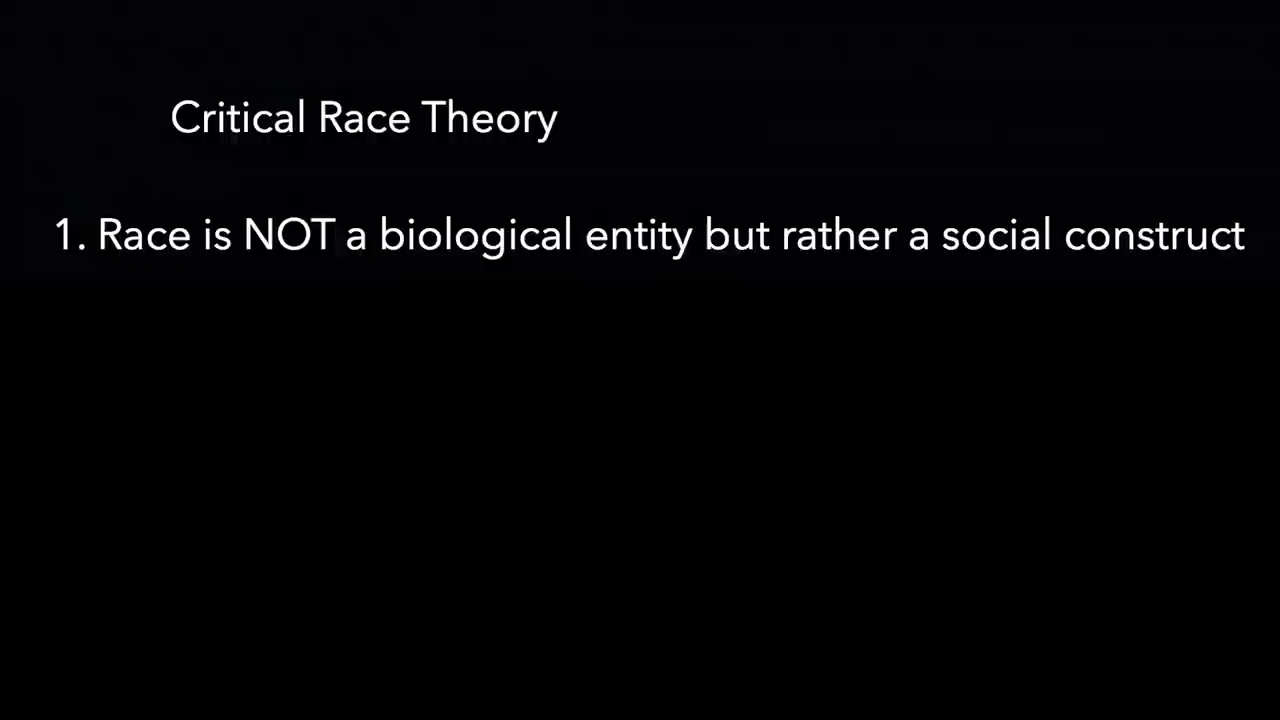 Critical Race Theory
1. Race is NOT a biological entity but rather a social construct